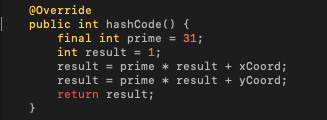 @Override
public int hashCode() {
final int prime = 31;
int result = 1;
result = prime * result + xCoord;
result = prime * result + yCoord;
return result;
}